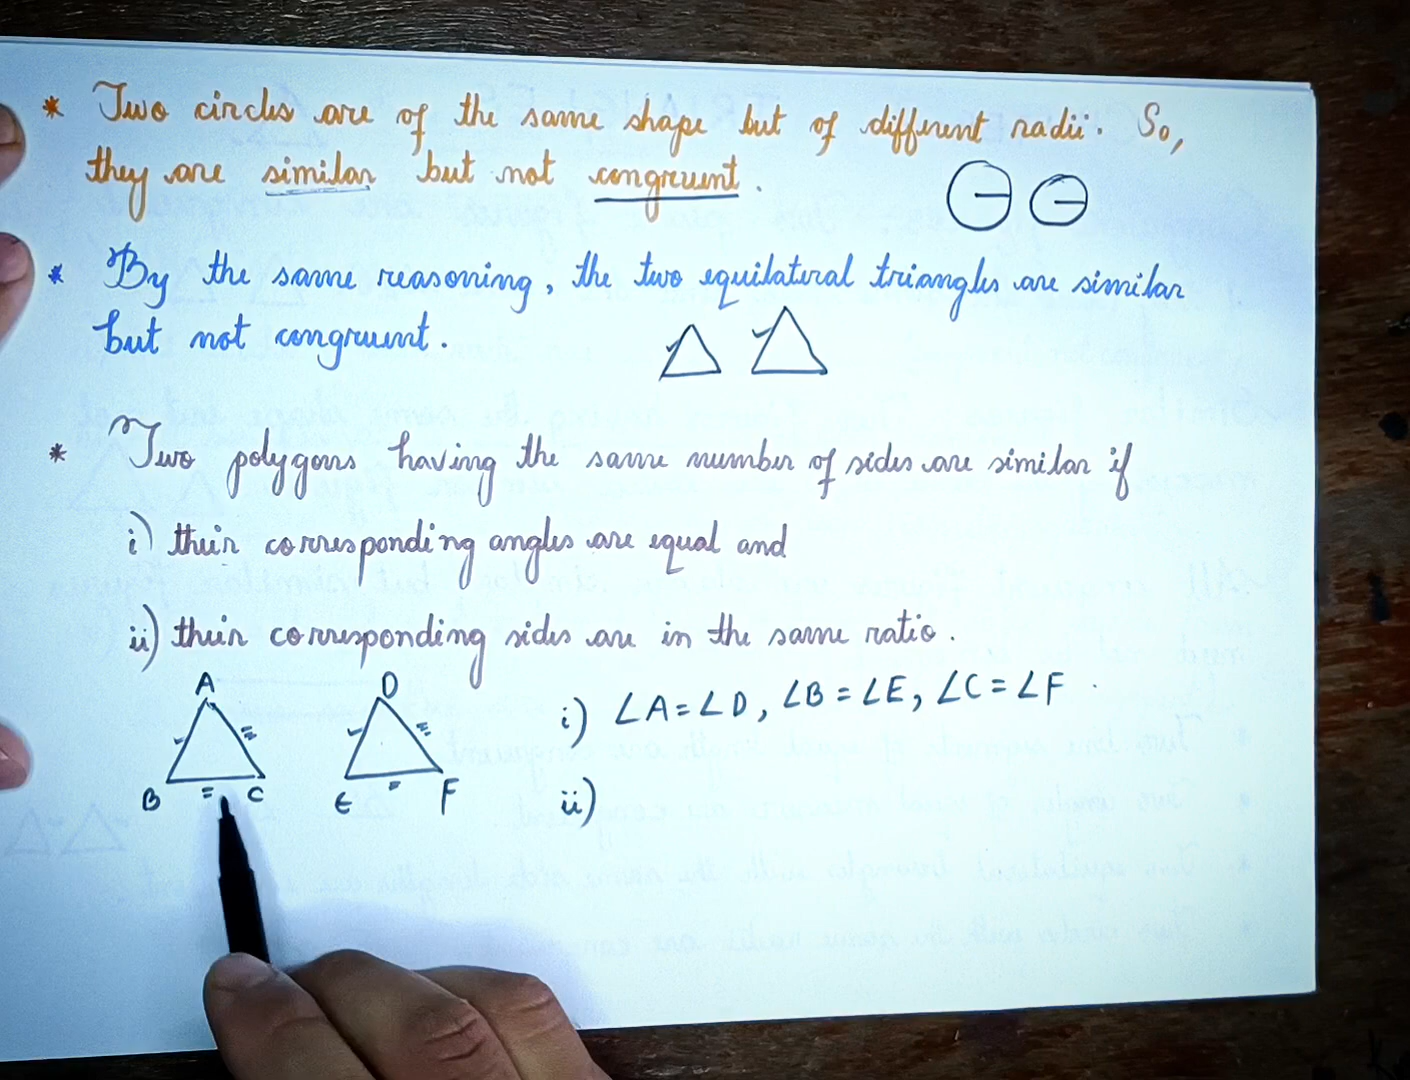 * Two circles are of the same shape but of different radii. So,
they are similar but not congruent.
* By the same reasoning, the two equilateral triangles are similar
but not congruent.
* Two polygons having the same number of sides are similar if
i) their corresponding angles are equal and
ii) their corresponding sides are in the same ratio.
A D
B C E F
i) ∠A = ∠D, ∠B = ∠E, ∠C = ∠F
ii)